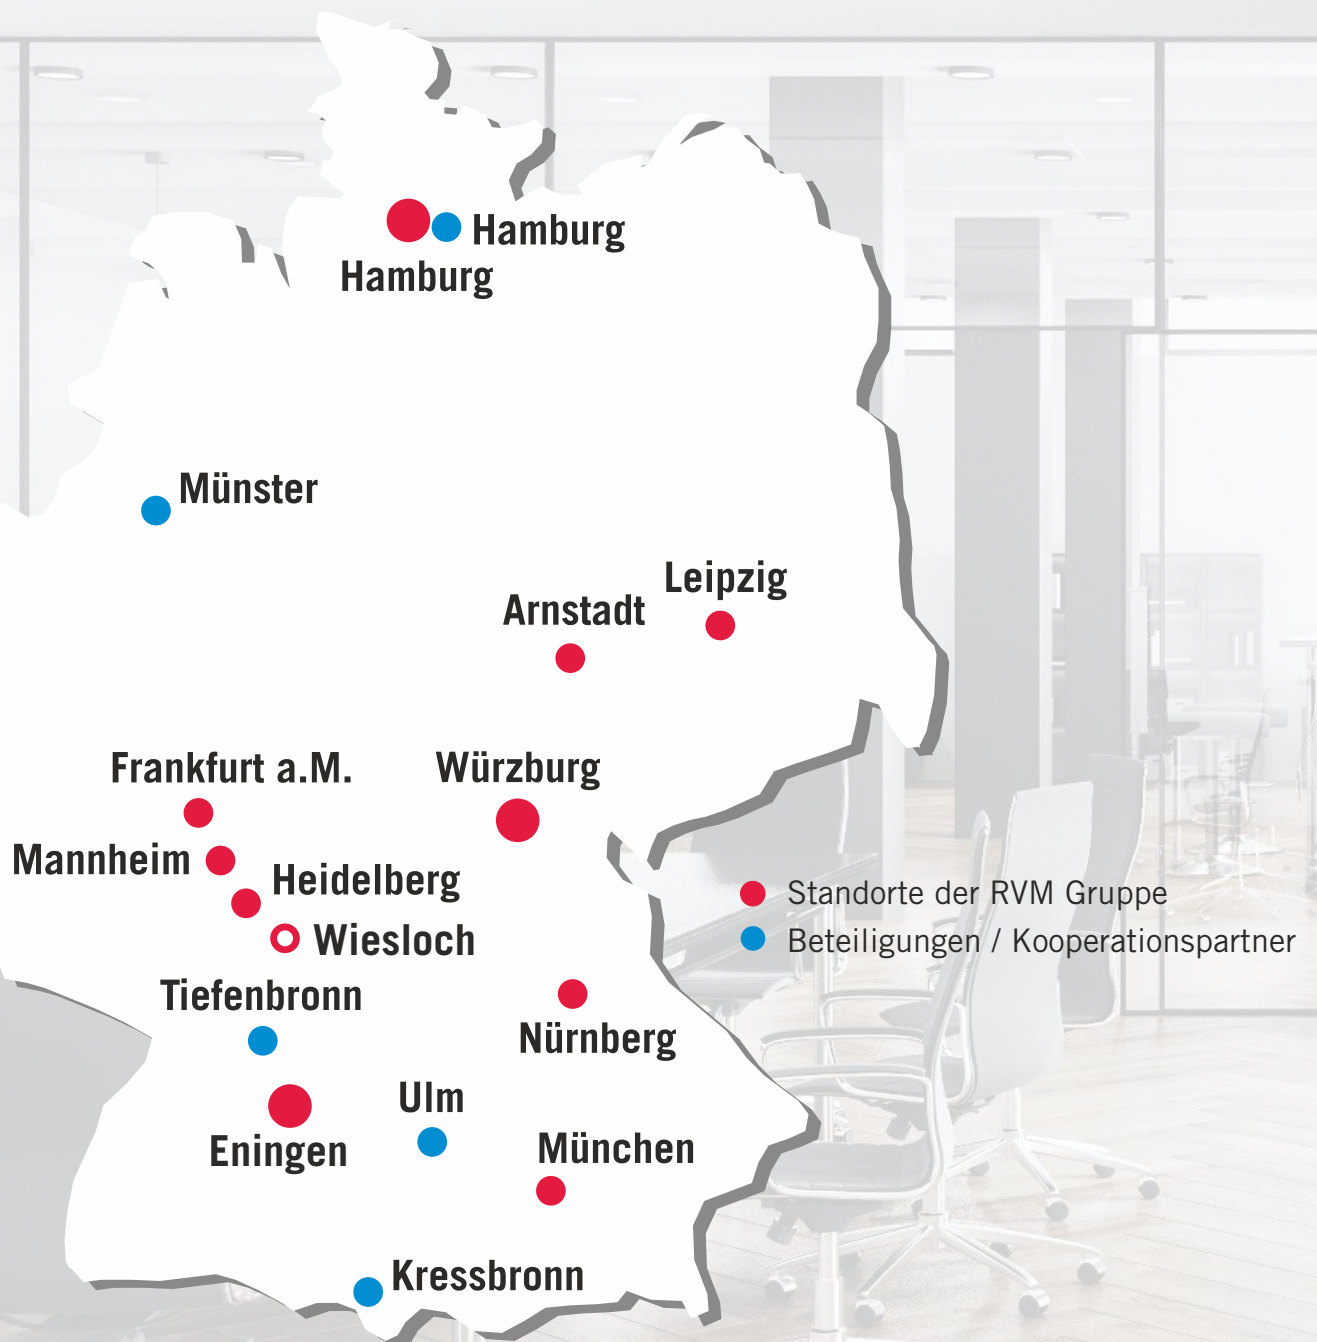 Hamburg
Hamburg
Münster
Leipzig
Arnstadt
Frankfurt a.M.
Würzburg
Mannheim
Heidelberg
Standorte der RVM Gruppe
Wiesloch
Beteiligungen / Kooperationspartner
Tiefenbronn
Nürnberg
Ulm
Eningen
München
Kressbronn